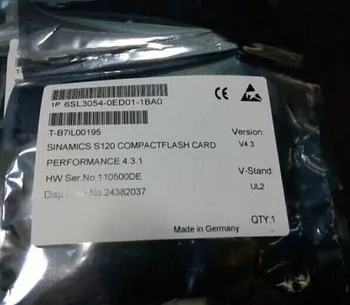 CE
1P 6SL3054-0ED01-1BA0
T-B7IL00195
Version:
SINAMICS S120 COMPACTFLASH CARD
V4.3
PERFORMANCE 4.3.1
HW Ser.No.110500DE
V-Stand:
UL2
No.24382037
QTY:1
Made in Germany